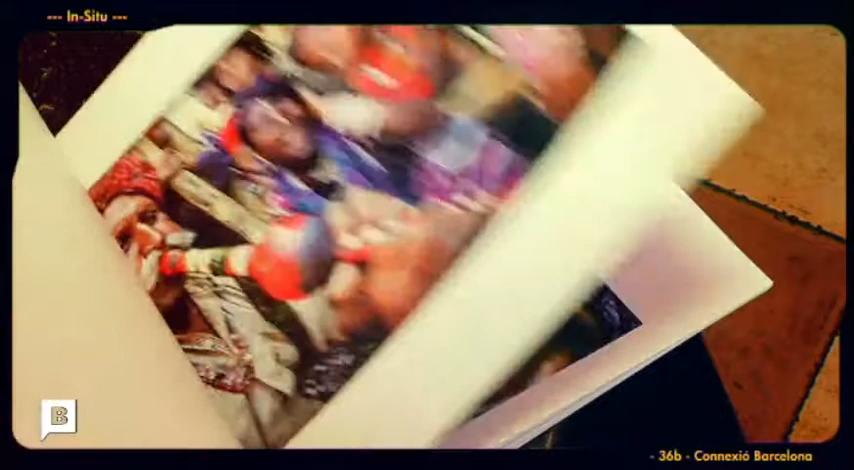 --- In-Situ ---
B
- 36b - Connexió Barcelona